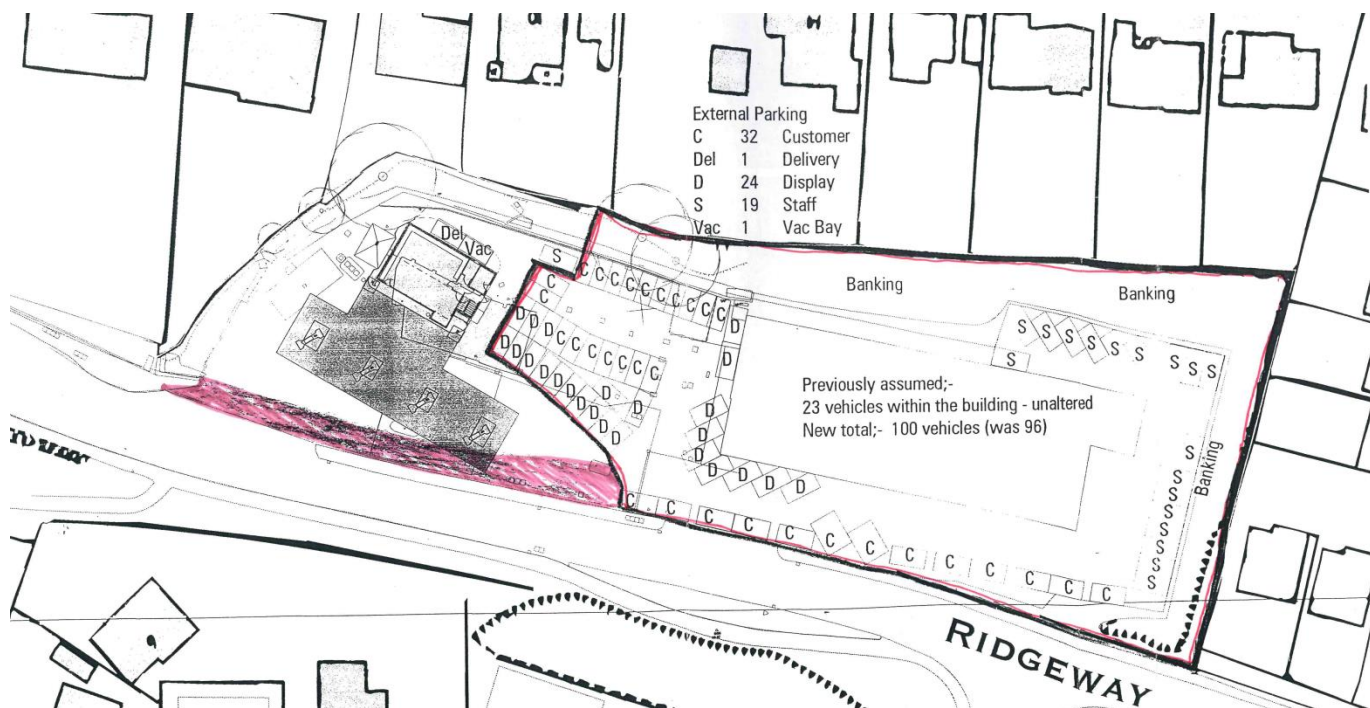 External Parking
C 32 Customer
Del 1 Delivery
D 24 Display
S 19 Staff
Vac 1 Vac Bay
Del
Vac
S
C C C C C C C C C C
D
C
C
D D D C C C C C C C
D
D D D D D D D D D D
D
D
D
D
D
D D D D
Banking
Banking
S S S S S S
S S S
S
Previously assumed;-
23 vehicles within the building - unaltered
New total;- 100 vehicles (was 96)
Banking
S
S
S
S
S
S
S
S
C C C C C C C C C C C C C
RIDGEWAY